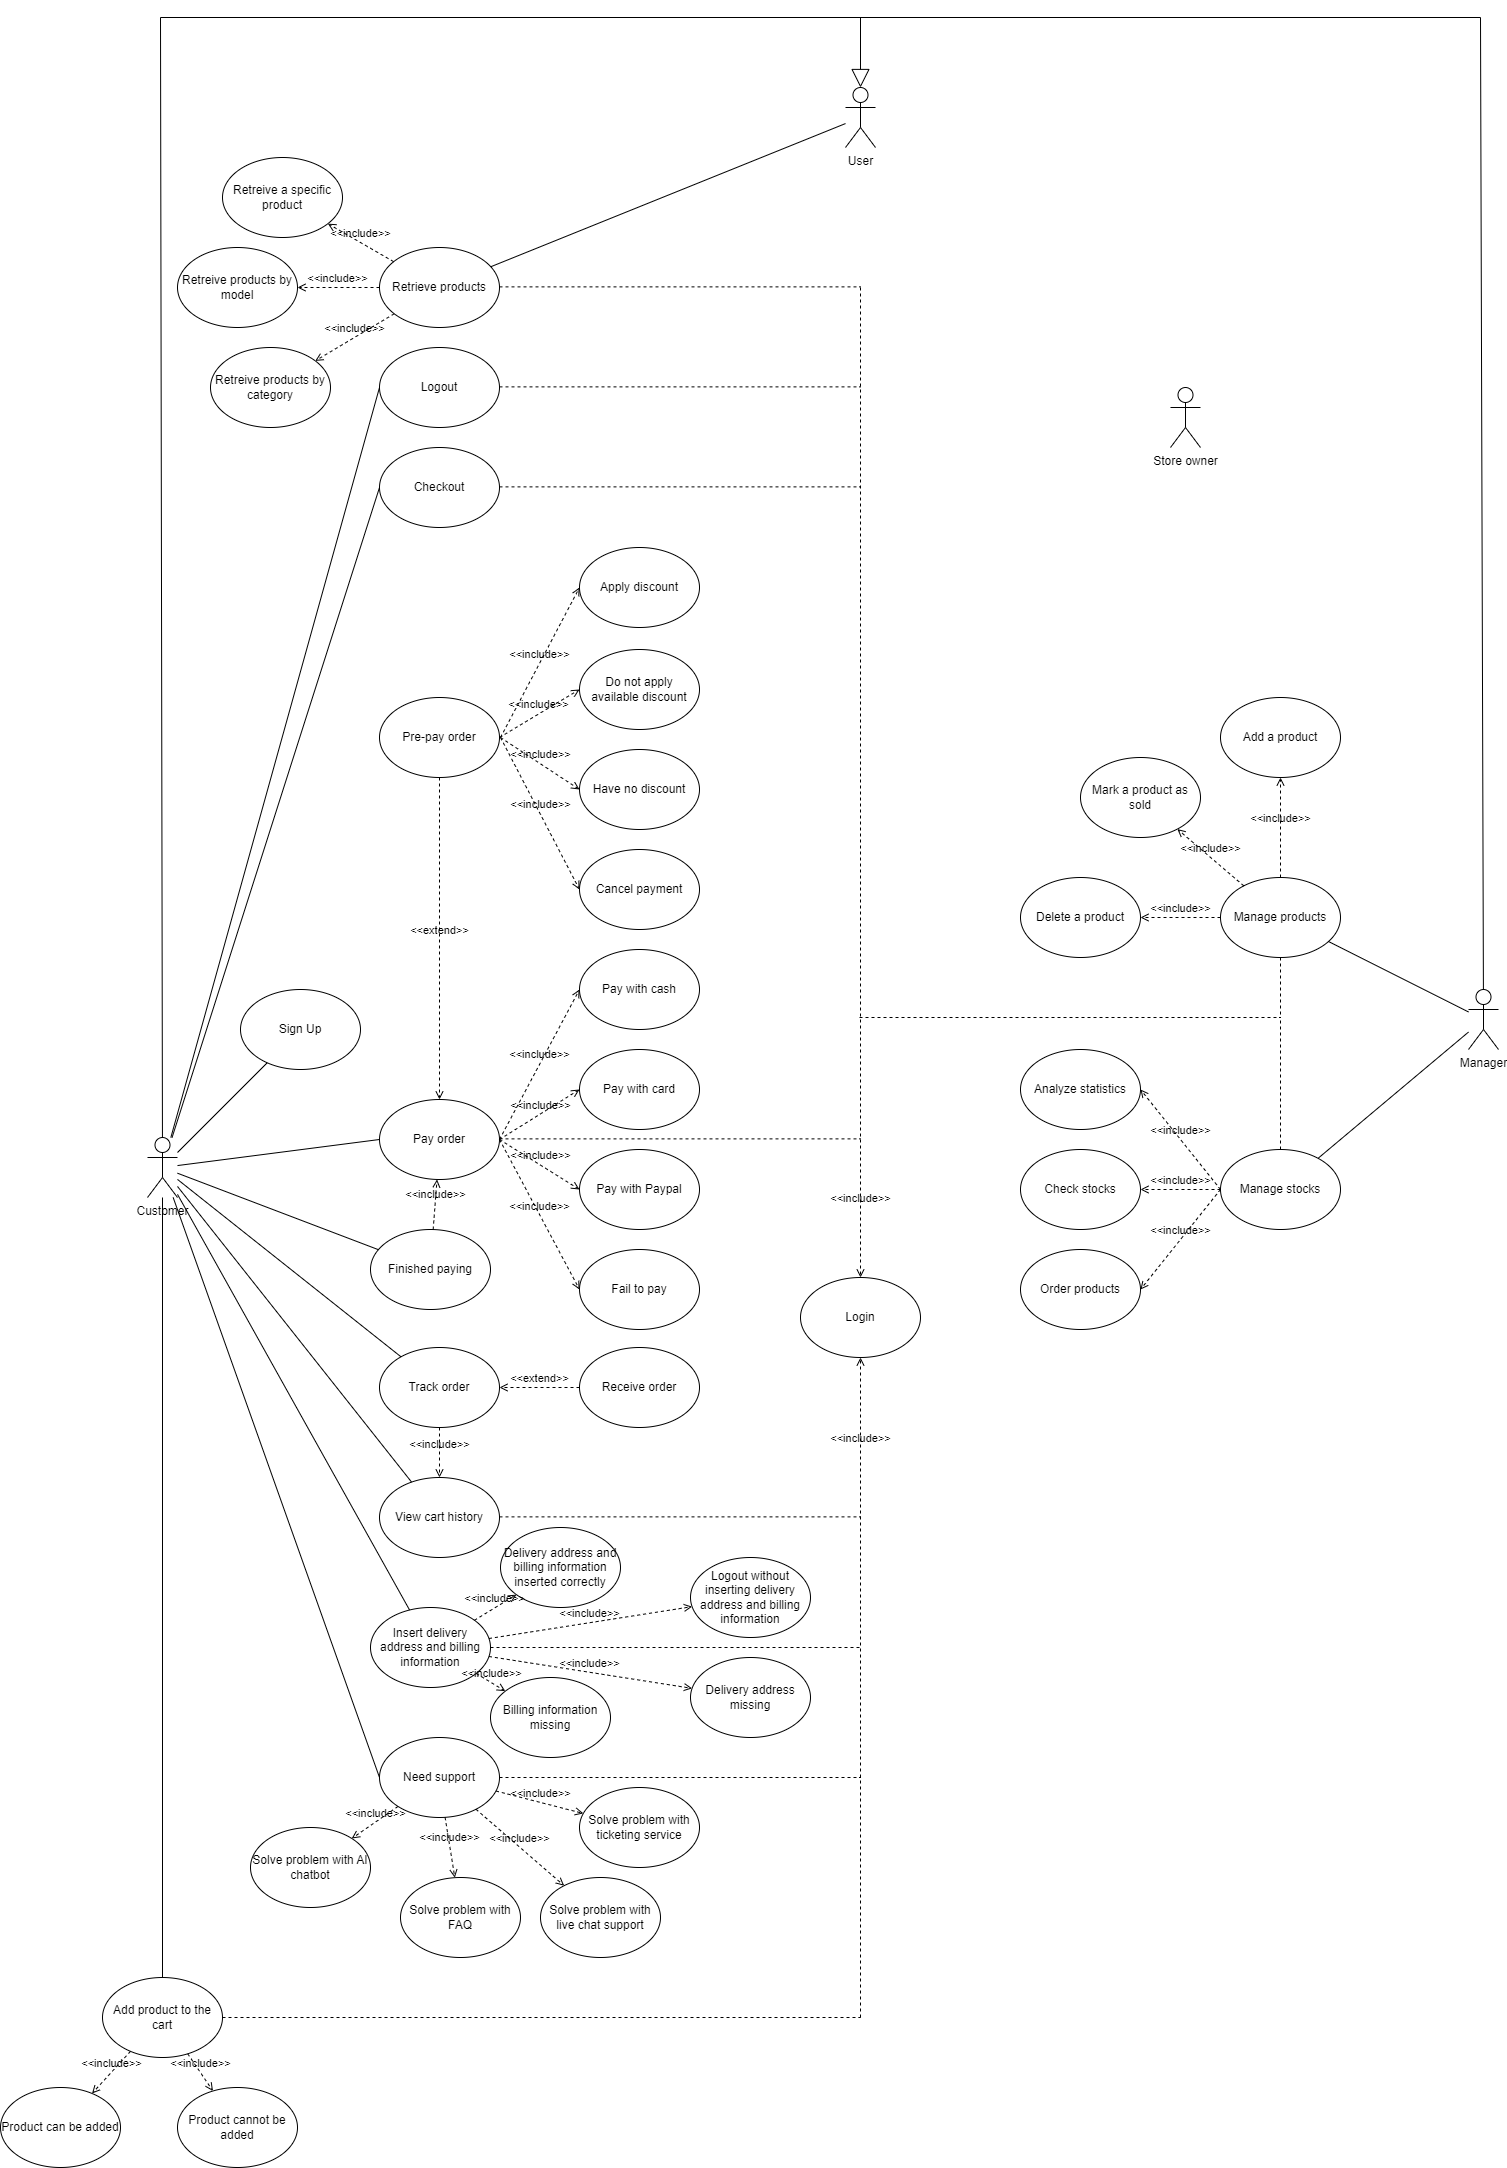 User
Retreive a specific
product
<<include>>
Retreive products by
model
<<include>>
Retrieve products
<<include>>
Retreive products by
category
Logout
Store owner
Checkout
Apply discount
<<include>>
Do not apply
available discount
<<include>>
Pre-pay order
<<include>>
Have no discount
<<include>>
Cancel payment
<<extend>>
Add a product
Mark a product as
sold
<<include>>
<<include>>
Delete a product
<<include>>
Manage products
Pay with cash
Sign Up
<<include>>
Manager
Pay with card
<<include>>
Pay order
<<include>>
Pay with Paypal
<<include>>
<<include>>
Customer
Finished paying
Fail to pay
Analyze statistics
<<include>>
Check stocks
<<include>>
Manage stocks
<<include>>
Order products
<<include>>
Login
<<include>>
Track order
<<extend>>
Receive order
<<include>>
View cart history
Delivery address and
billing information
inserted correctly
<<include>>
Logout without
inserting delivery
address and billing
information
<<include>>
Insert delivery
address and billing
information
<<include>>
<<include>>
Delivery address
missing
Billing information
missing
Need support
<<include>>
Solve problem with
ticketing service
<<include>>
<<include>>
<<include>>
Solve problem with AI
chatbot
Solve problem with
FAQ
Solve problem with
live chat support
Add product to the
cart
<<include>>
<<include>>
Product can be added
Product cannot be
added